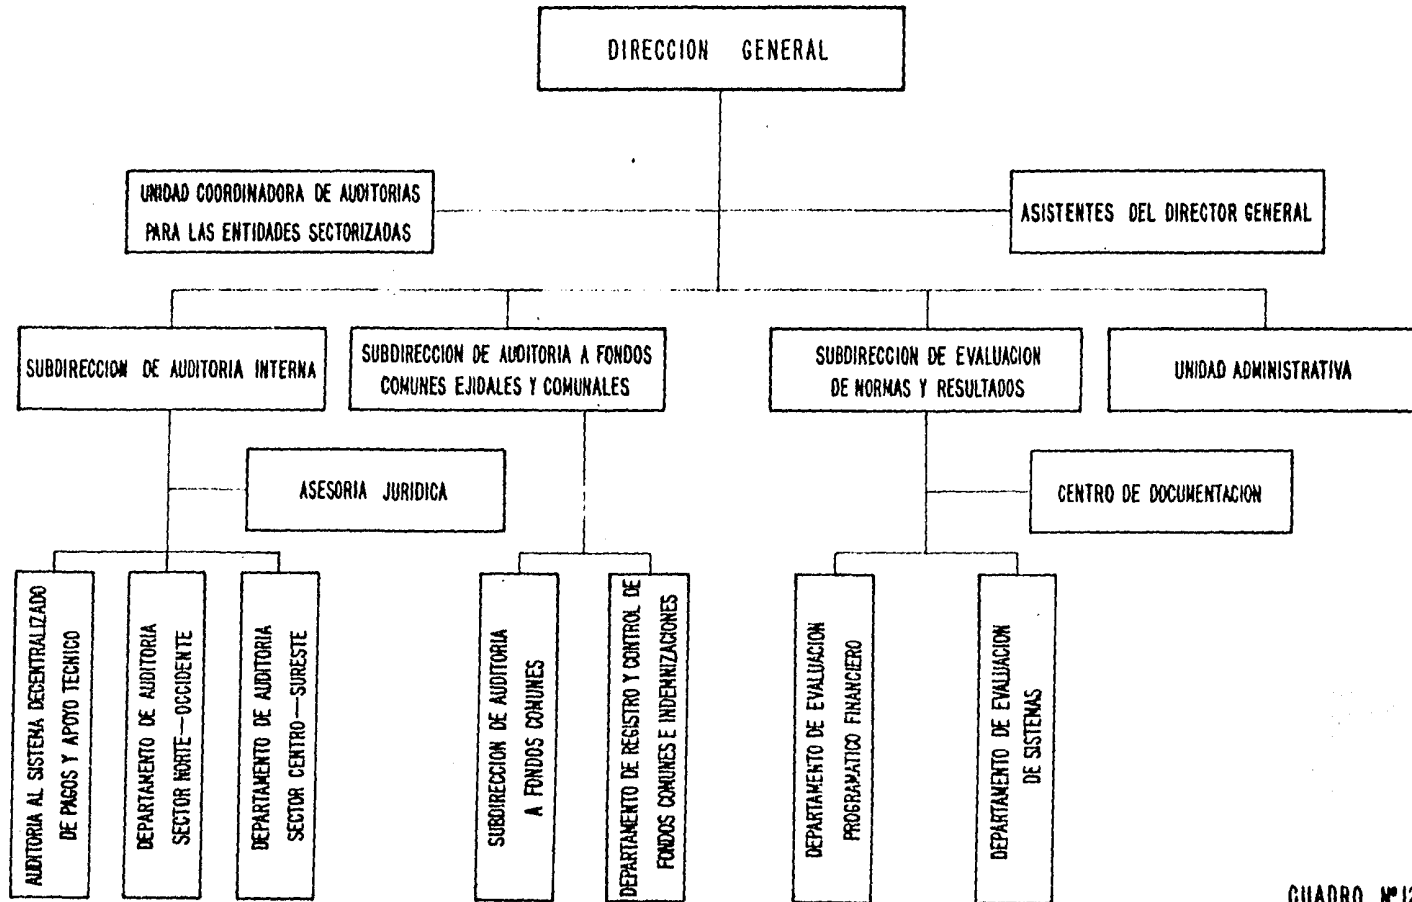 DIRECCION GENERAL
UNIDAD COORDINADORA DE AUDITORIAS
PARA LAS ENTIDADES SECTORIZADAS
ASISTENTES DEL DIRECTOR GENERAL
SUBDIRECCION DE AUDITORIA INTERNA
SUBDIRECCION DE AUDITORIA A FONDOS
COMUNES EJIDALES Y COMUNALES
SUBDIRECCION DE EVALUACION
DE NORMAS Y RESULTADOS
UNIDAD ADMINISTRATIVA
ASESORIA JURIDICA
CENTRO DE DOCUMENTACION
AUDITORIA AL SISTEMA DECENTRALIZADO
DE PAGOS Y APOYO TECNICO
DEPARTAMENTO DE AUDITORIA
SECTOR NORTE—OCCIDENTE
DEPARTAMENTO DE AUDITORIA
SECTOR CENTRO—SURESTE
SUBDIRECCION DE AUDITORIA
A FONDOS COMUNES
DEPARTAMENTO DE REGISTRO Y CONTROL DE
FONDOS COMUNES E INDEMNIZACIONES
DEPARTAMENTO DE EVALUACION
PROGRAMATICO FINANCIERO
DEPARTAMENTO DE EVALUACION
DE SISTEMAS
CUADRO Nº 12